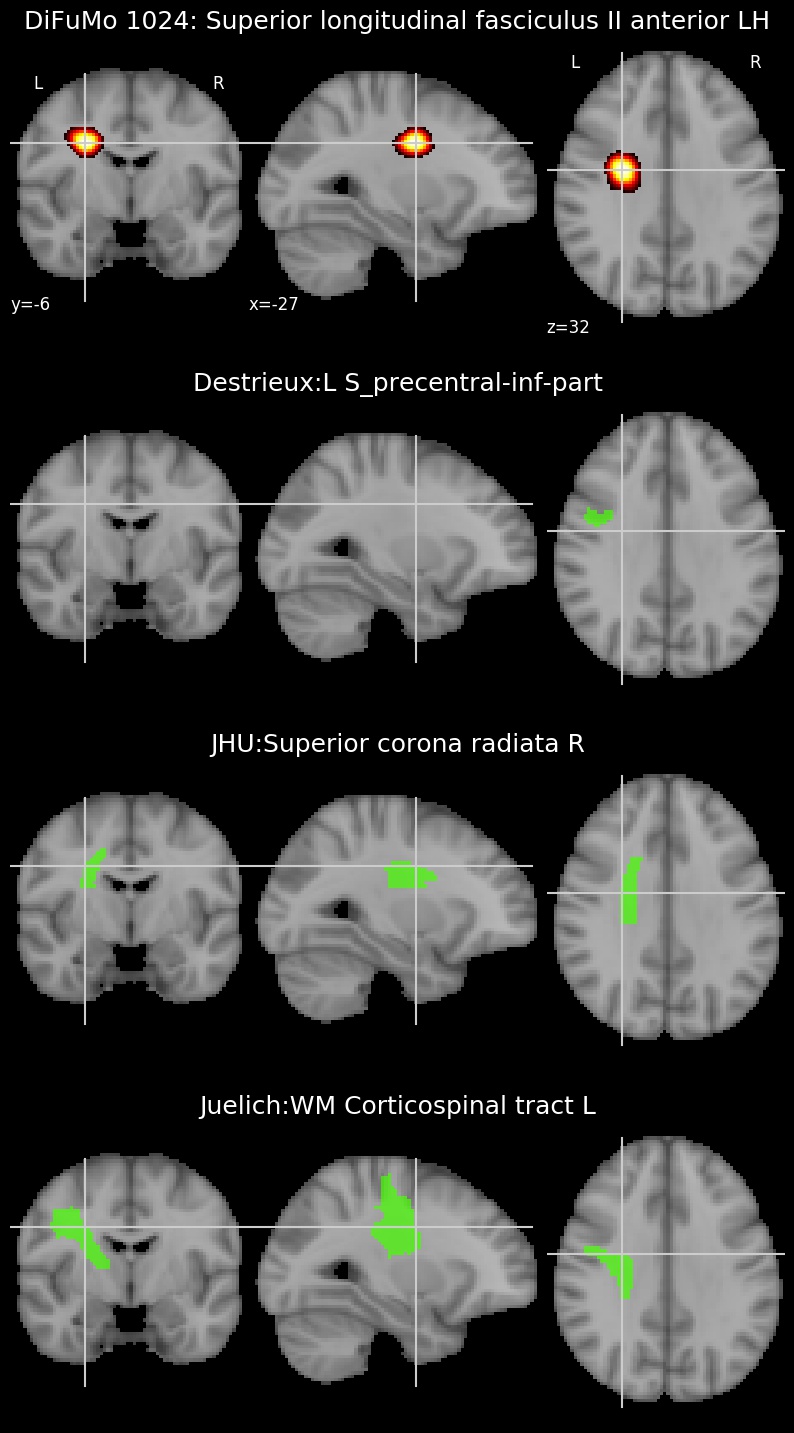 DiFuMo 1024: Superior longitudinal fasciculus II anterior LH
L R L R
y=-6 x=-27 z=32
Destrieux:L S_precentral-inf-part
JHU:Superior corona radiata R
Juelich:WM Corticospinal tract L